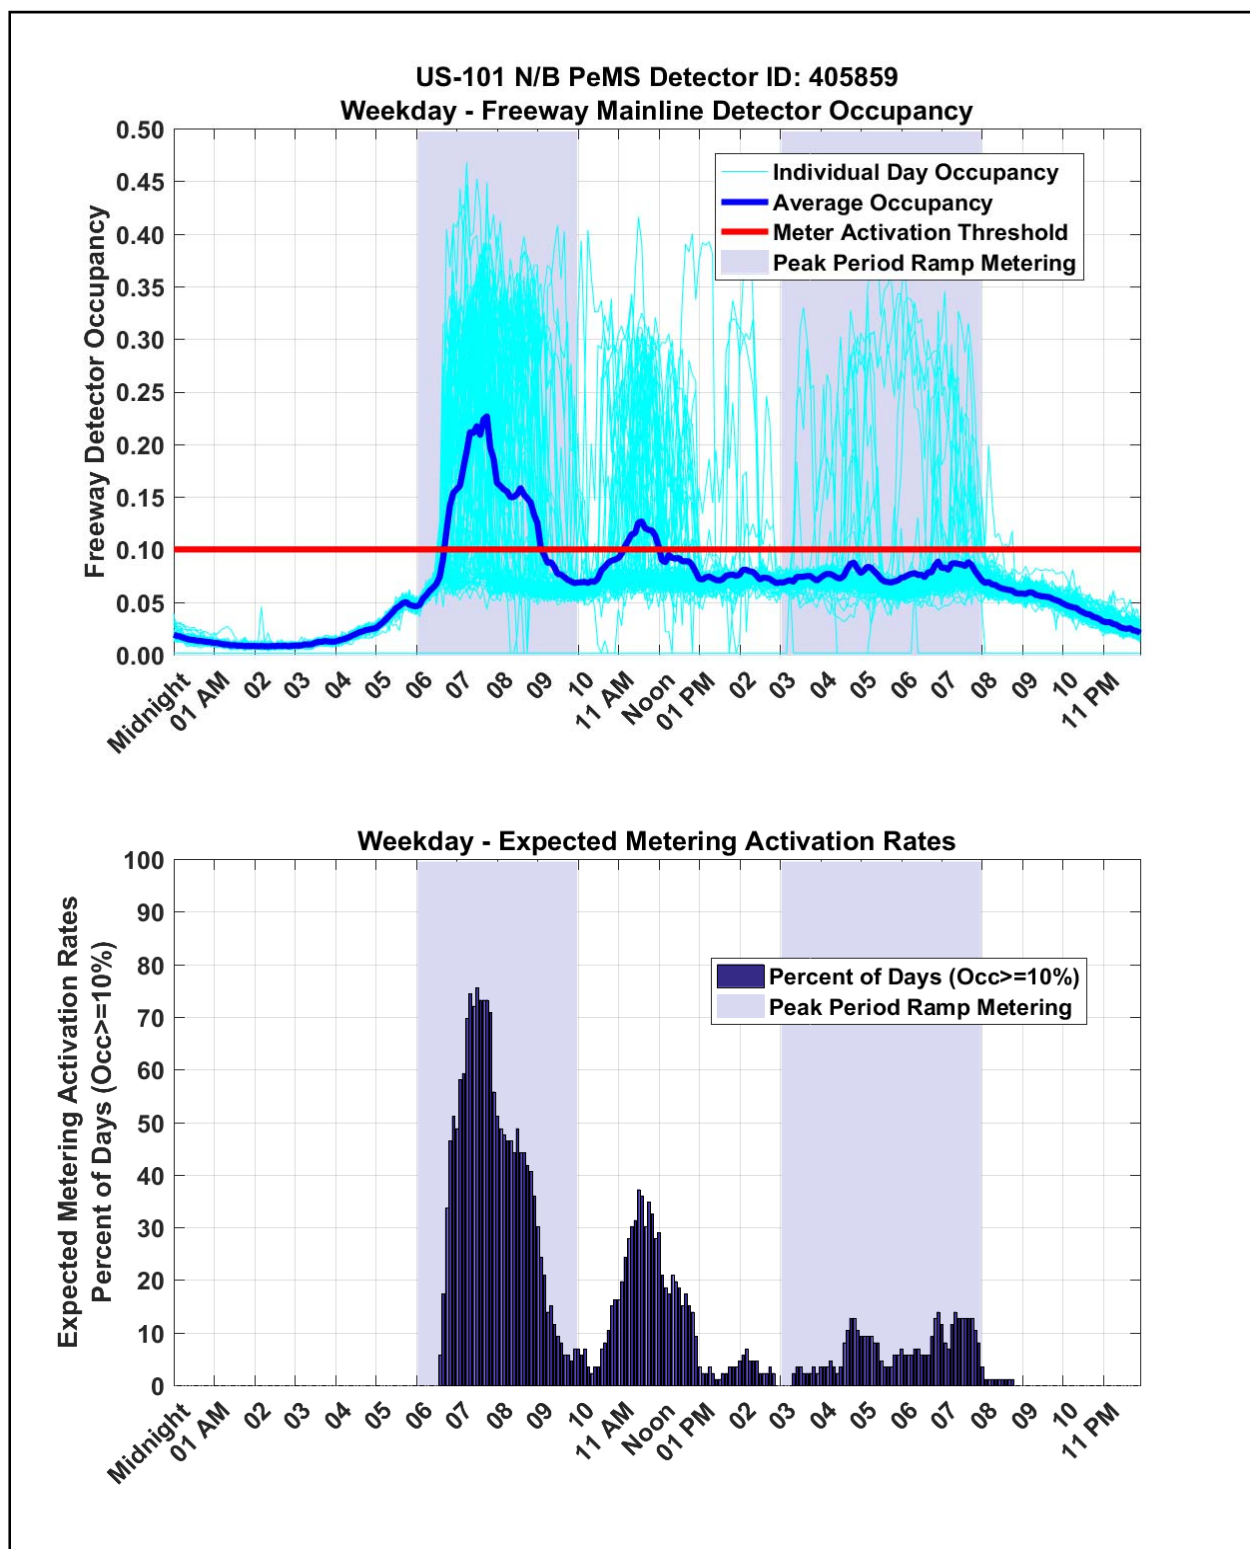 US-101 N/B PeMS Detector ID: 405859
Weekday - Freeway Mainline Detector Occupancy
Freeway Detector Occupancy
0.50
0.45
0.40
0.35
0.30
0.25
0.20
0.15
0.10
0.05
0.00
Individual Day Occupancy
Average Occupancy
Meter Activation Threshold
Peak Period Ramp Metering
Midnight
01 AM
02
03
04
05
06
07
08
09
10
11 AM
Noon
01 PM
02
03
04
05
06
07
08
09
10
11 PM
Weekday - Expected Metering Activation Rates
Expected Metering Activation Rates
Percent of Days (Occ>=10%)
100
90
80
70
60
50
40
30
20
10
0
Percent of Days (Occ>=10%)
Peak Period Ramp Metering
Midnight
01 AM
02
03
04
05
06
07
08
09
10
11 AM
Noon
01 PM
02
03
04
05
06
07
08
09
10
11 PM